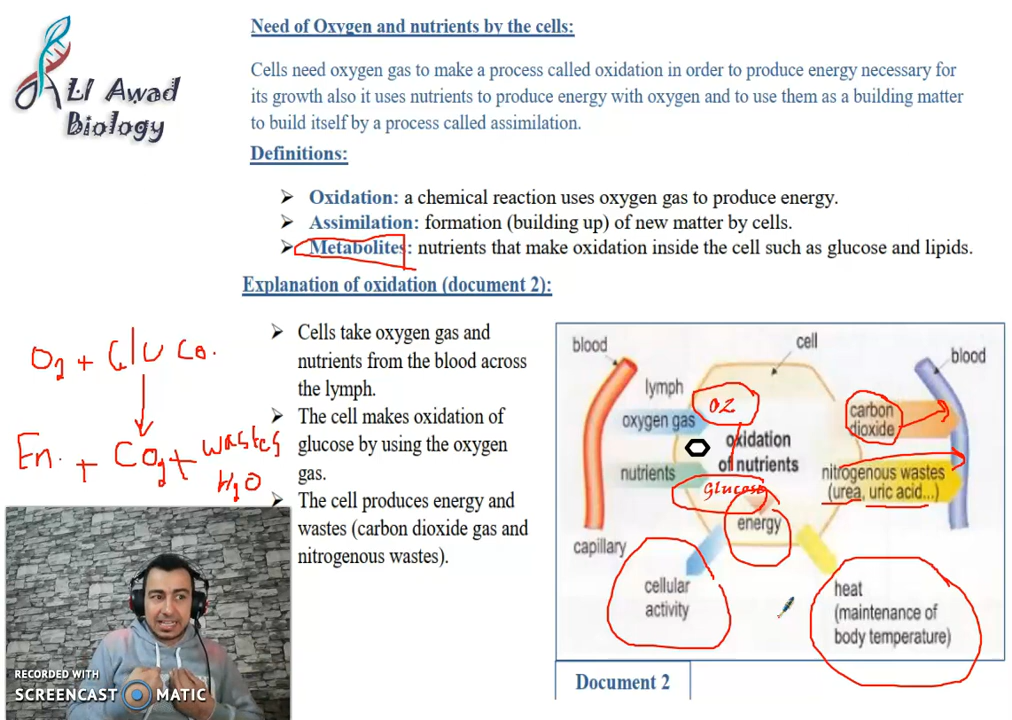 ALI Awad
Biology
Need of Oxygen and nutrients by the cells:
Cells need oxygen gas to make a process called oxidation in order to produce energy necessary for
its growth also it uses nutrients to produce energy with oxygen and to use them as a building matter
to build itself by a process called assimilation.
Definitions:
➢ Oxidation: a chemical reaction uses oxygen gas to produce energy.
➢ Assimilation: formation (building up) of new matter by cells.
➢ Metabolites: nutrients that make oxidation inside the cell such as glucose and lipids.
Explanation of oxidation (document 2):
➢ Cells take oxygen gas and
nutrients from the blood across
the lymph.
➢ The cell makes oxidation of
glucose by using the oxygen
gas.
➢ The cell produces energy and
wastes (carbon dioxide gas and
nitrogenous wastes).
O2 + Gluco.
En. + CO2 + wastes
H2O
blood
cell
blood
lymph
O2
oxygen gas
carbon
dioxide
oxidation
of nutrients
nutrients
nitrogenous wastes
(urea, uric acid...)
Glucose
energy
capillary
cellular
activity
heat
(maintenance of
body temperature)
Document 2
RECORDED WITH
SCREENCAST MATIC